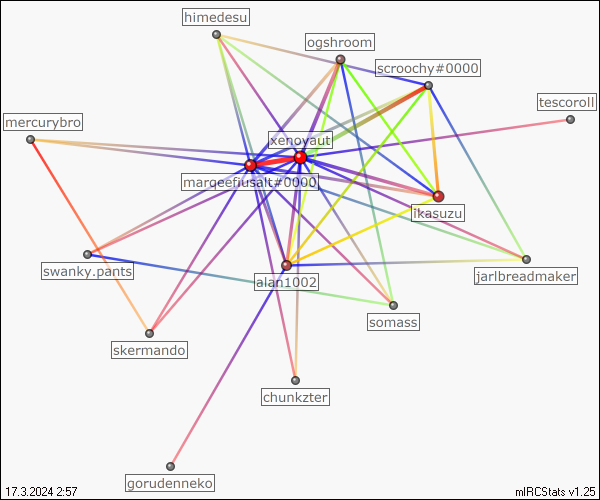 himedesu
ogshroom
scroochy#0000
tescoroll
mercurybro
xenoyaut
marqeefiusalt#0000
ikasuzu
swanky.pants
alan1002
jarlbreadmaker
somass
skermando
chunkzter
gorudenneko
17.3.2024 2:57
mIRCStats v1.25